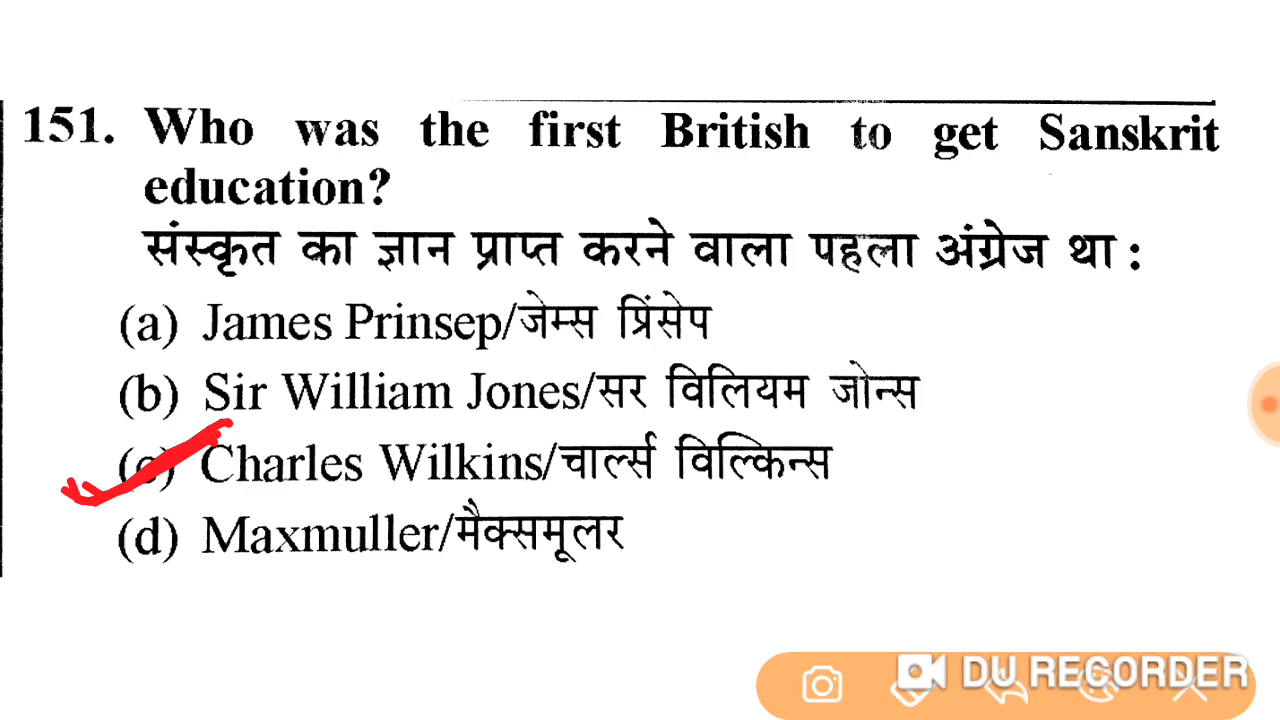 151. Who was the first British to get Sanskrit
education?
संस्कृत का ज्ञान प्राप्त करने वाला पहला अंग्रेज था :
(a) James Prinsep/जेम्स प्रिंसेप
(b) Sir William Jones/सर विलियम जोन्स
(c) Charles Wilkins/चार्ल्स विल्किन्स
(d) Maxmuller/मैक्समूलर
DU RECORDER